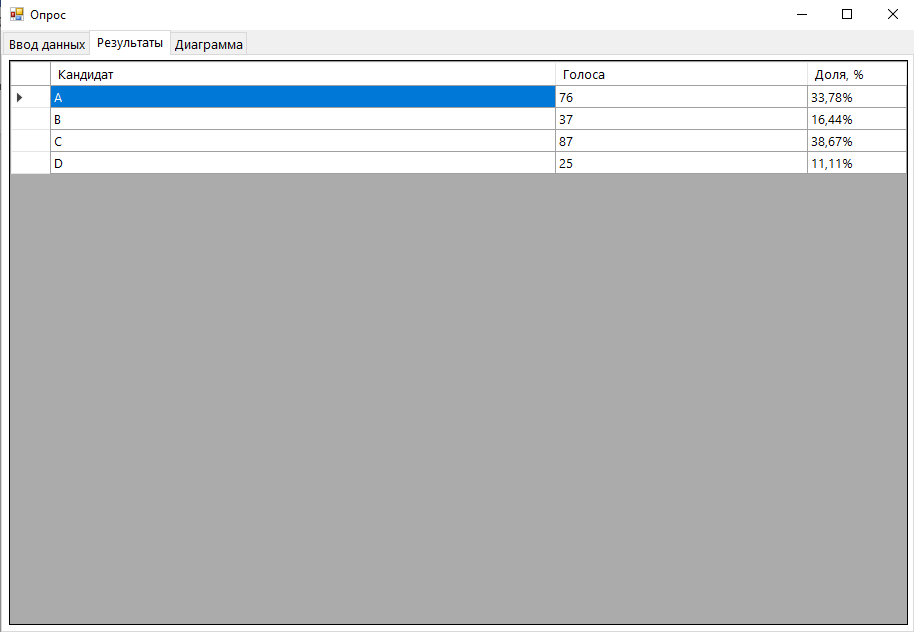 Опрос
Ввод данных Результаты Диаграмма
Кандидат Голоса Доля, %
A 76 33,78%
B 37 16,44%
C 87 38,67%
D 25 11,11%